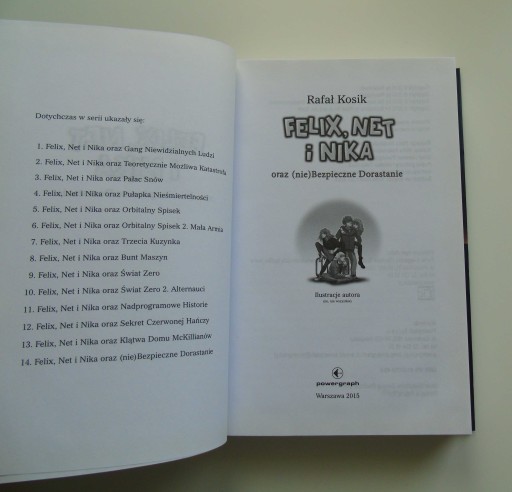 Dotychczas w serii ukazały się:
1. Felix, Net i Nika oraz Gang Niewidzialnych Ludzi
2. Felix, Net i Nika oraz Teoretycznie Możliwa Katastrofa
3. Felix, Net i Nika oraz Pałac Snów
4. Felix, Net i Nika oraz Pułapka Nieśmiertelności
5. Felix, Net i Nika oraz Orbitalny Spisek
6. Felix, Net i Nika oraz Orbitalny Spisek 2. Mała Armia
7. Felix, Net i Nika oraz Trzecia Kuzynka
8. Felix, Net i Nika oraz Bunt Maszyn
9. Felix, Net i Nika oraz Świat Zero
10. Felix, Net i Nika oraz Świat Zero 2. Alternauci
11. Felix, Net i Nika oraz Nadprogramowe Historie
12. Felix, Net i Nika oraz Sekret Czerwonej Hańczy
13. Felix, Net i Nika oraz Klątwa Domu McKillianów
14. Felix, Net i Nika oraz (nie)Bezpieczne Dorastanie
Rafał Kosik
FELIX, NET
i NIKA
oraz (nie)Bezpieczne Dorastanie
Ilustracje autora
powergraph
Warszawa 2015